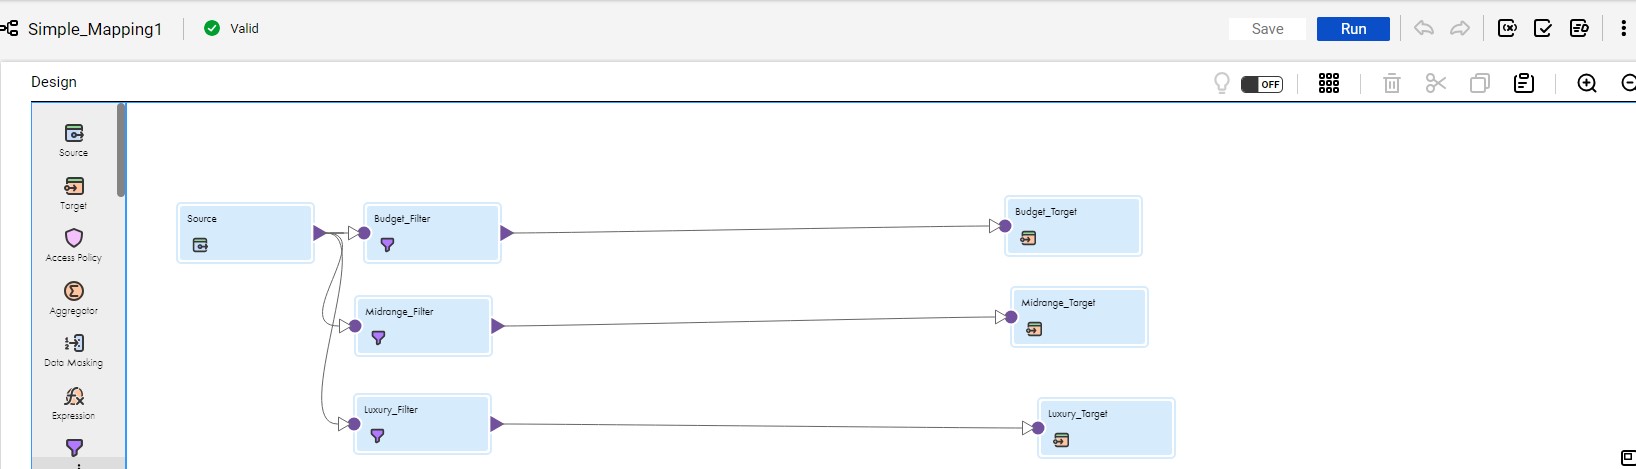 Simple_Mapping1
Valid
Save
Run
Design
OFF
Source
Target
Access Policy
Aggregator
Data Masking
Expression
Source
Budget_Filter
Budget_Target
Midrange_Filter
Midrange_Target
Luxury_Filter
Luxury_Target